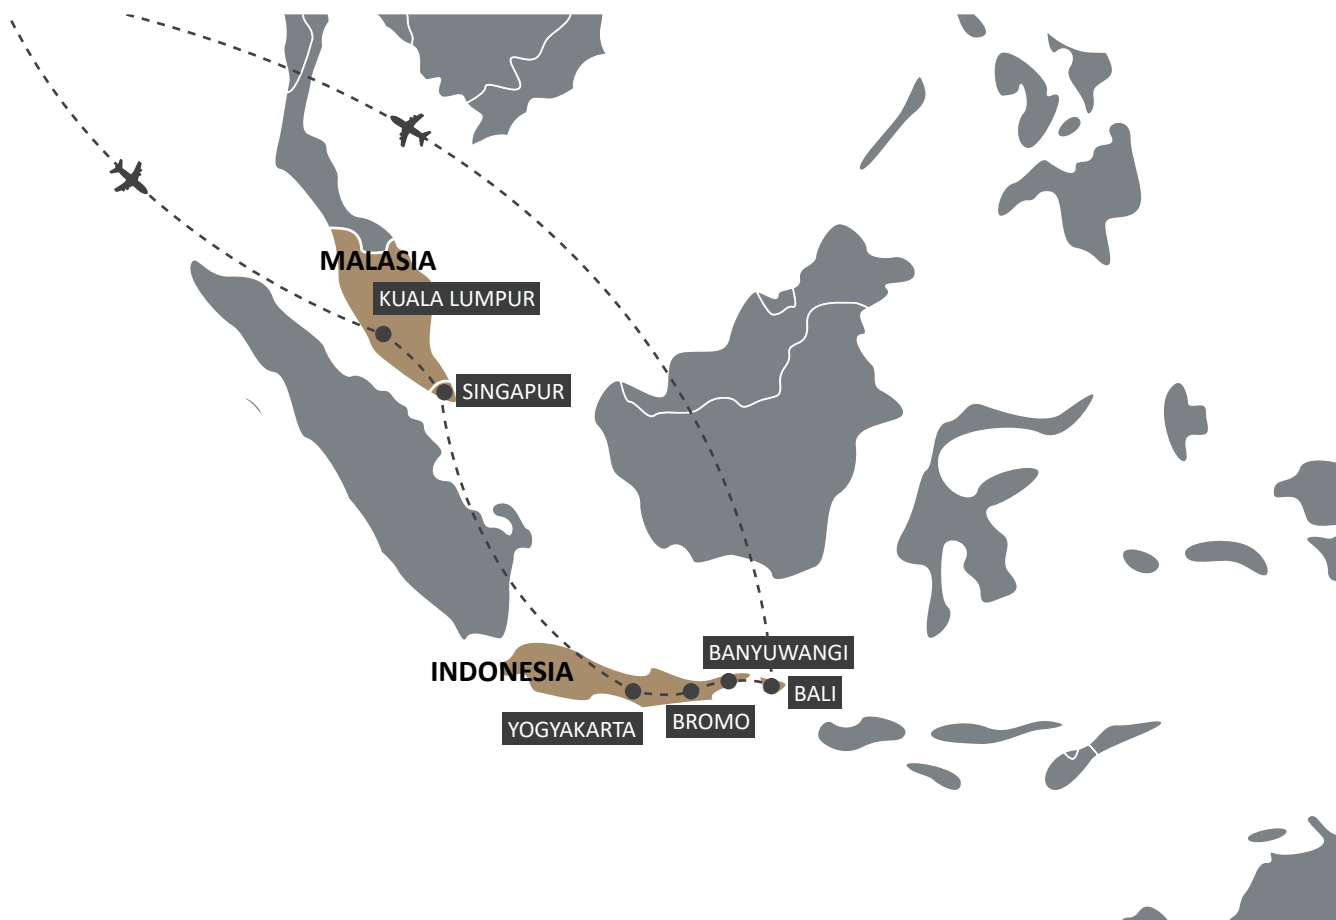 MALASIA
KUALA LUMPUR
SINGAPUR
BANYUWANGI
INDONESIA
BALI
YOGYAKARTA
BROMO